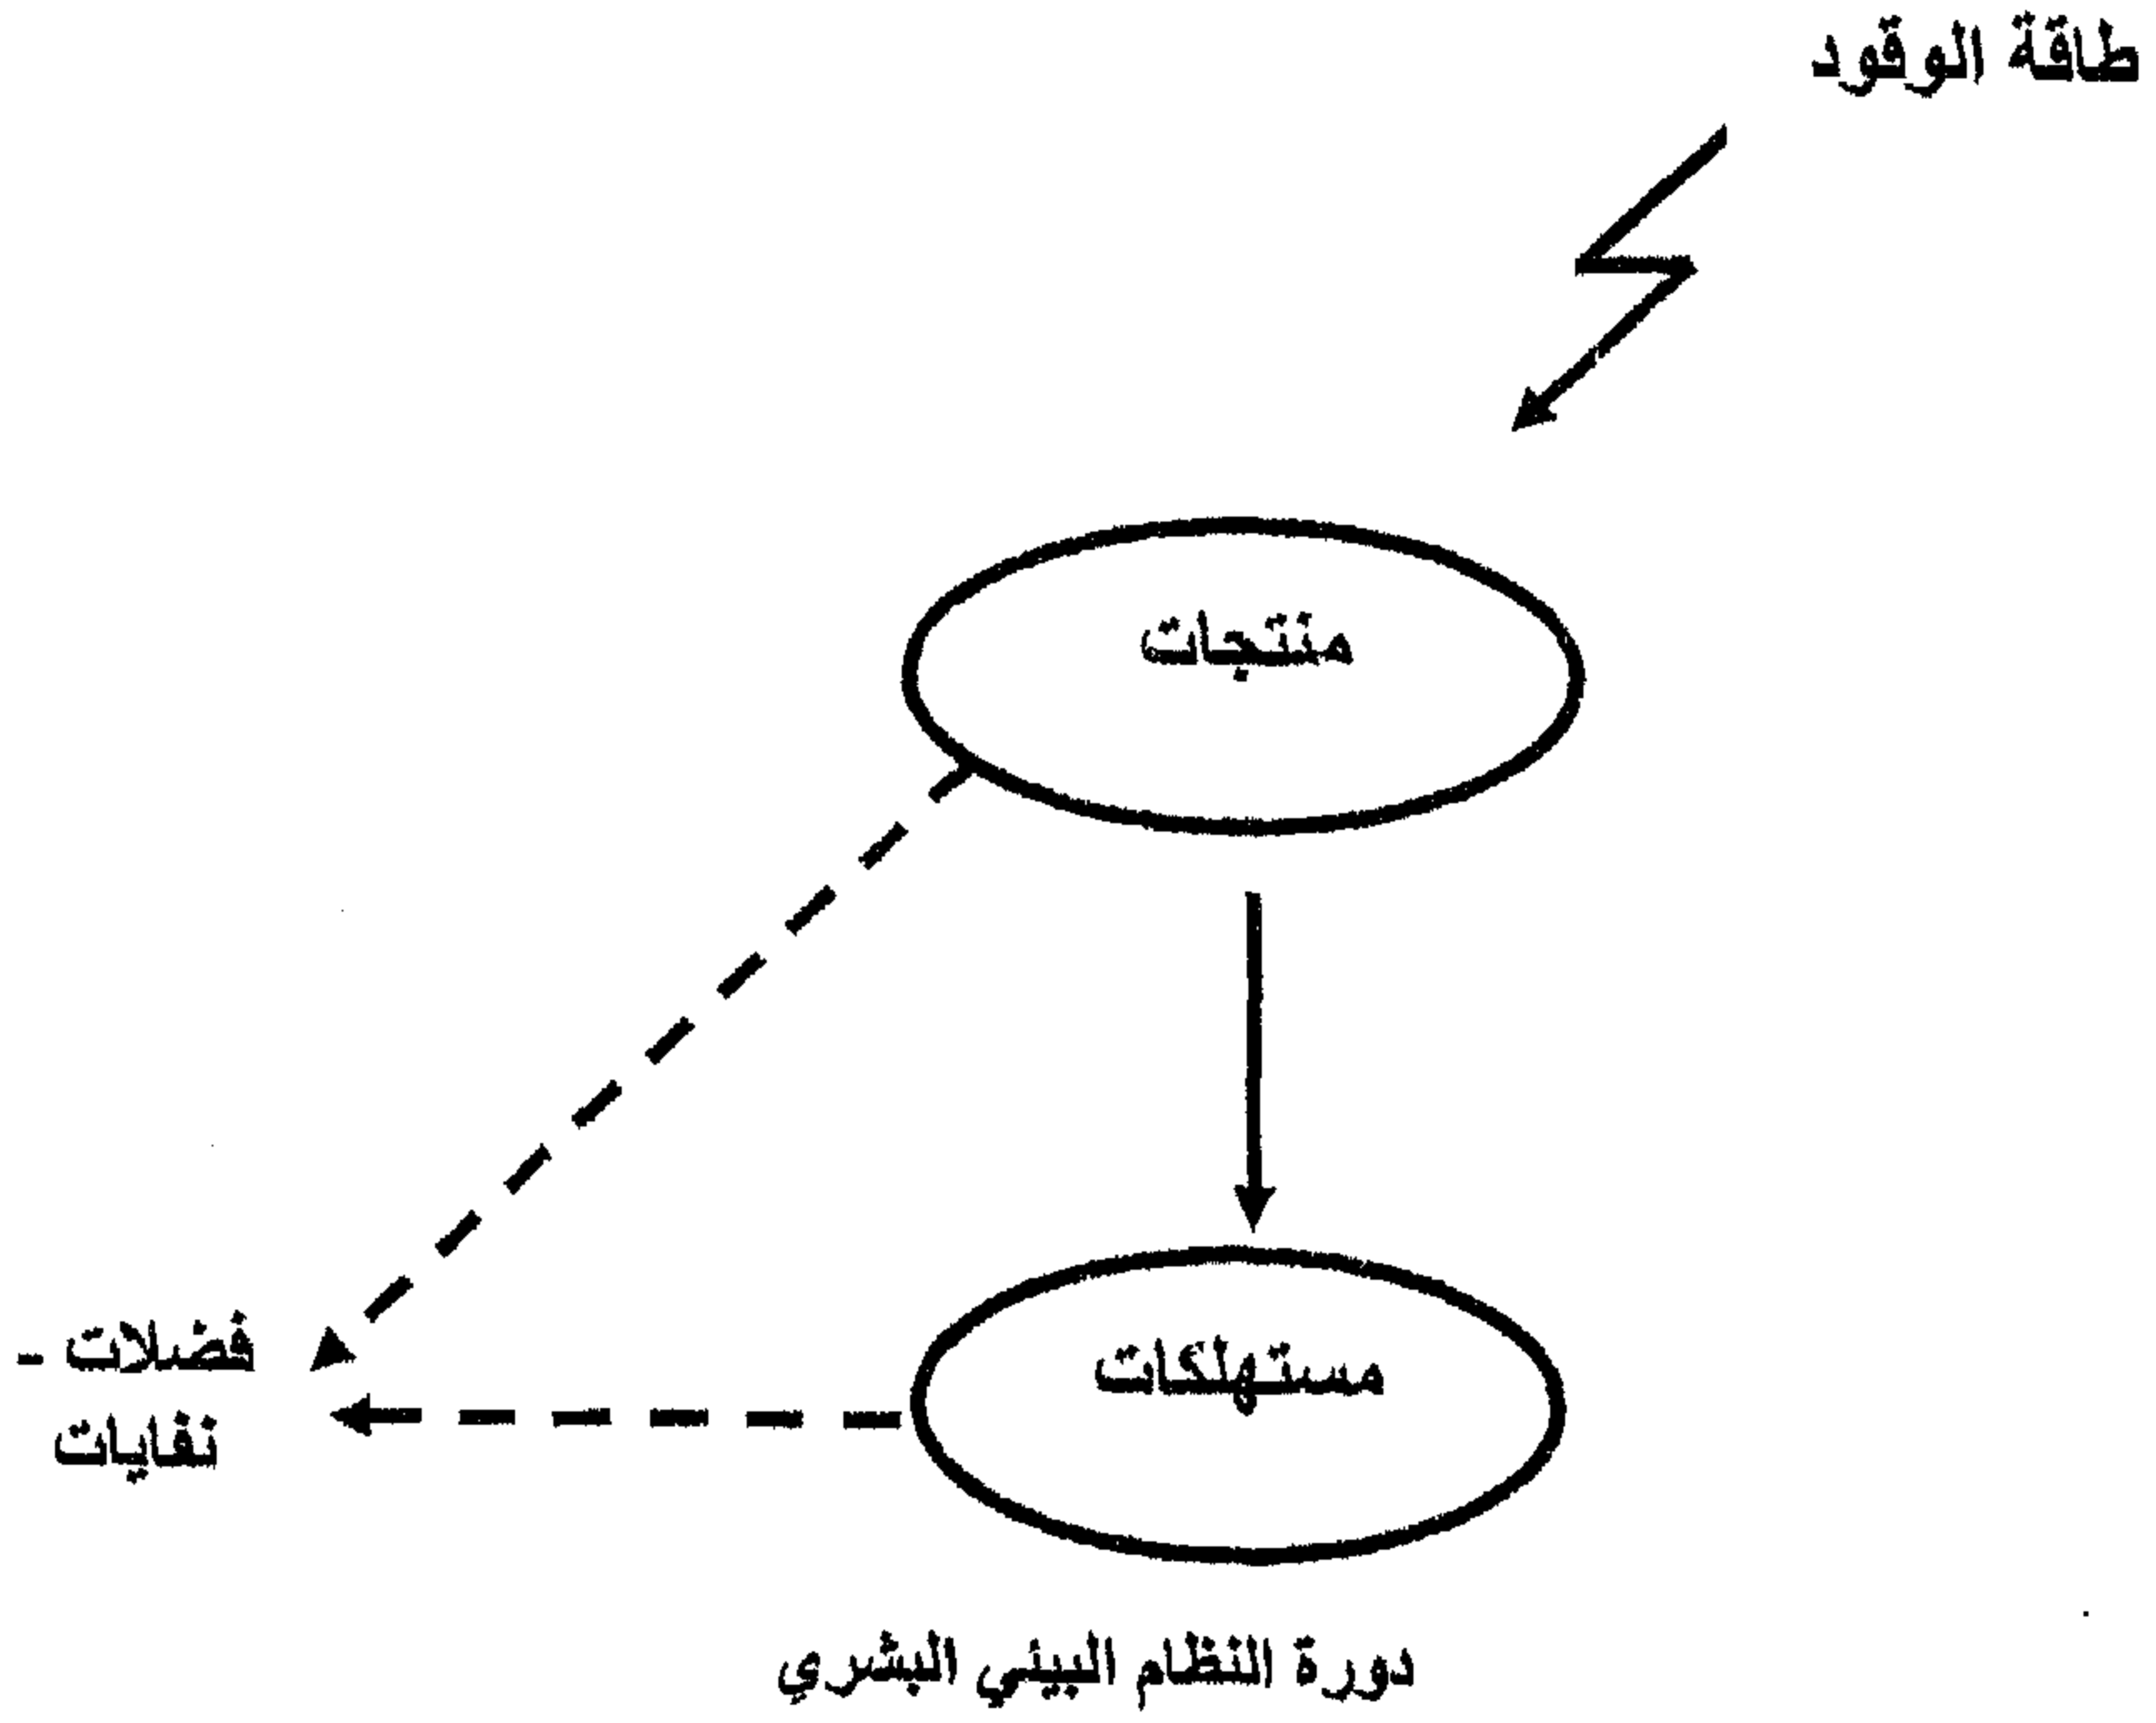 طاقة الوقود
منتجات
مستهلكات
فضلات -
نفايات
دورة النظام البيئي البشري